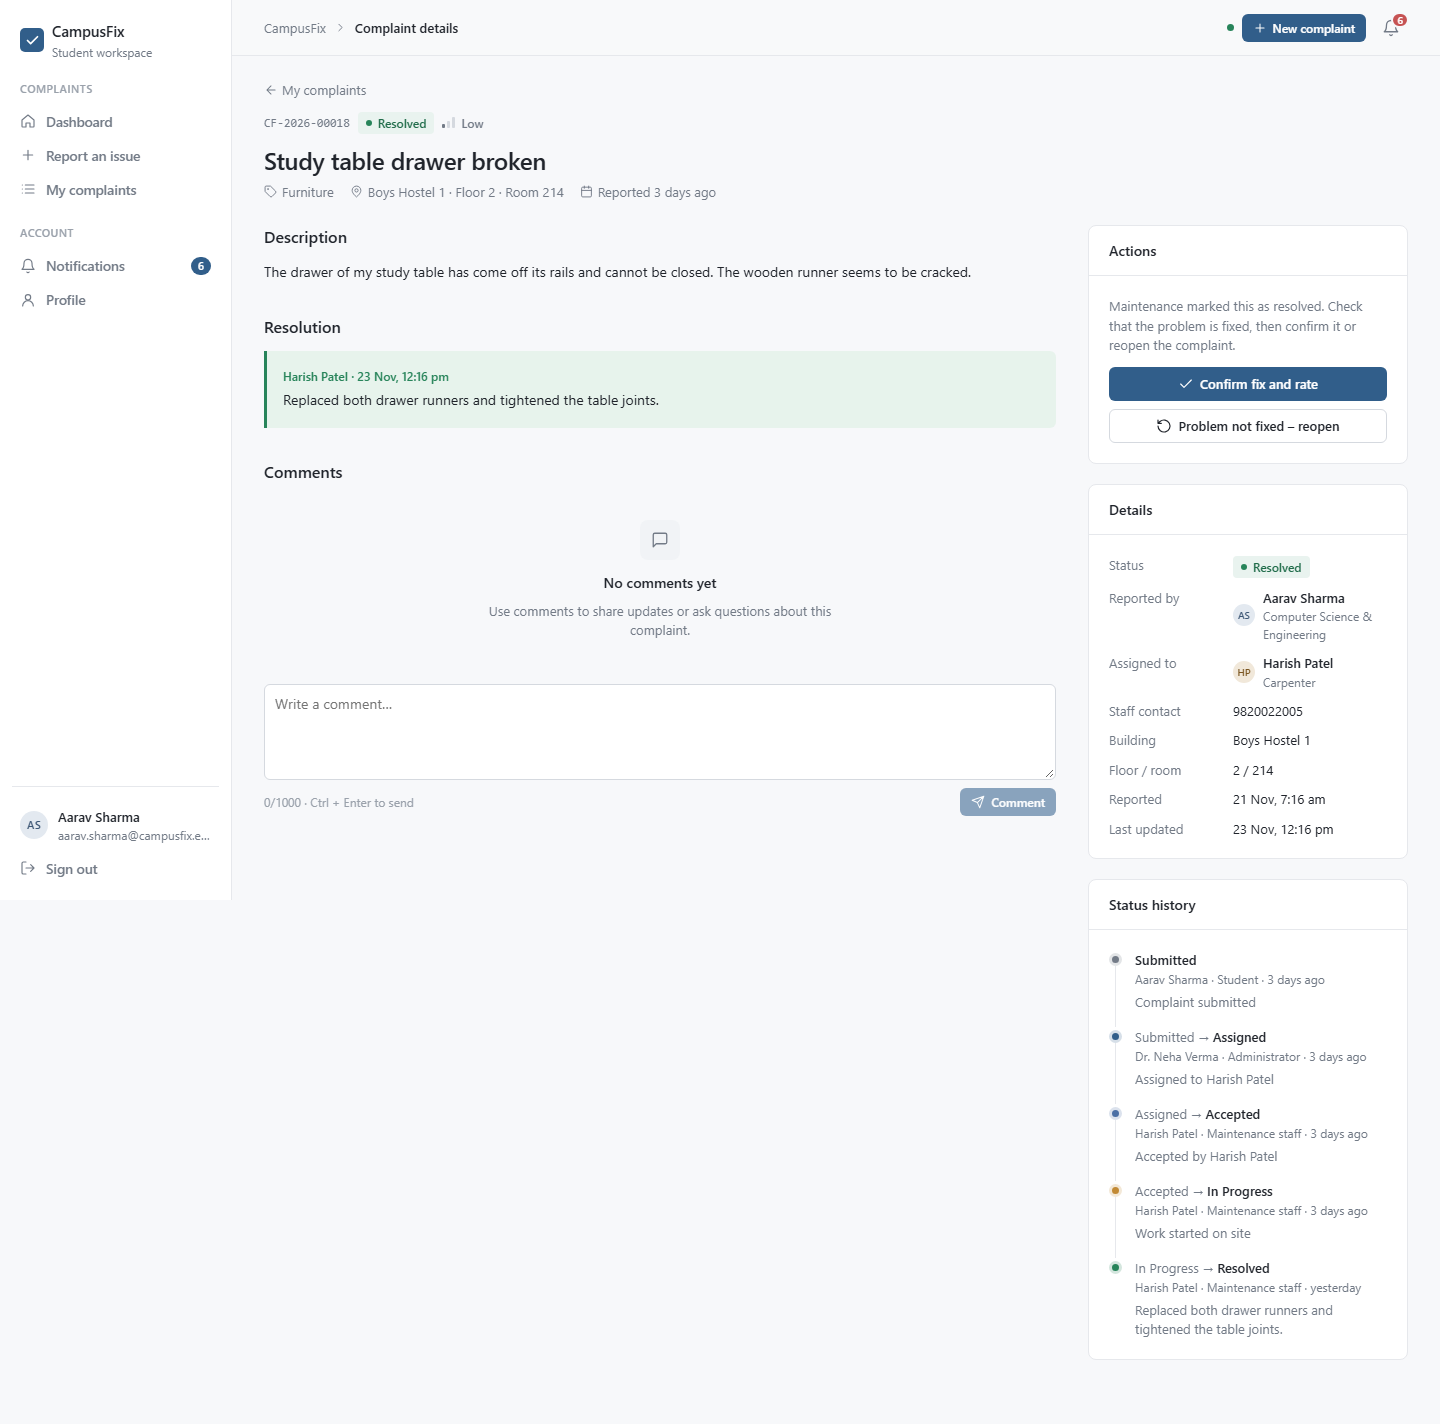 CampusFix
Student workspace
COMPLAINTS
Dashboard
Report an issue
My complaints
ACCOUNT
Notifications 6
Profile
AS
Aarav Sharma
aarav.sharma@campusfix.e...
Sign out
CampusFix > Complaint details
+ New complaint
6
← My complaints
CF-2026-00018 Resolved Low
Study table drawer broken
Furniture Boys Hostel 1 · Floor 2 · Room 214 Reported 3 days ago
Description
The drawer of my study table has come off its rails and cannot be closed. The wooden runner seems to be cracked.
Resolution
Harish Patel · 23 Nov, 12:16 pm
Replaced both drawer runners and tightened the table joints.
Comments
No comments yet
Use comments to share updates or ask questions about this
complaint.
Write a comment...
0/1000 · Ctrl + Enter to send
Comment
Actions
Maintenance marked this as resolved. Check
that the problem is fixed, then confirm it or
reopen the complaint.
Confirm fix and rate
Problem not fixed – reopen
Details
Status Resolved
Reported by AS Aarav Sharma
Computer Science &
Engineering
Assigned to HP Harish Patel
Carpenter
Staff contact 9820022005
Building Boys Hostel 1
Floor / room 2 / 214
Reported 21 Nov, 7:16 am
Last updated 23 Nov, 12:16 pm
Status history
Submitted
Aarav Sharma · Student · 3 days ago
Complaint submitted
Submitted → Assigned
Dr. Neha Verma · Administrator · 3 days ago
Assigned to Harish Patel
Assigned → Accepted
Harish Patel · Maintenance staff · 3 days ago
Accepted by Harish Patel
Accepted → In Progress
Harish Patel · Maintenance staff · 3 days ago
Work started on site
In Progress → Resolved
Harish Patel · Maintenance staff · yesterday
Replaced both drawer runners and
tightened the table joints.